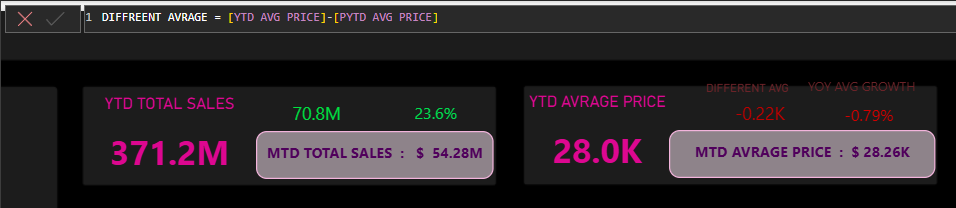 1 DIFFREENT AVRAGE = [YTD AVG PRICE]-[PYTD AVG PRICE]
YTD TOTAL SALES
70.8M
23.6%
371.2M
MTD TOTAL SALES : $ 54.28M
YTD AVRAGE PRICE
DIFFERENT AVG
YOY AVG GROWTH
-0.22K
-0.79%
28.0K
MTD AVRAGE PRICE : $ 28.26K